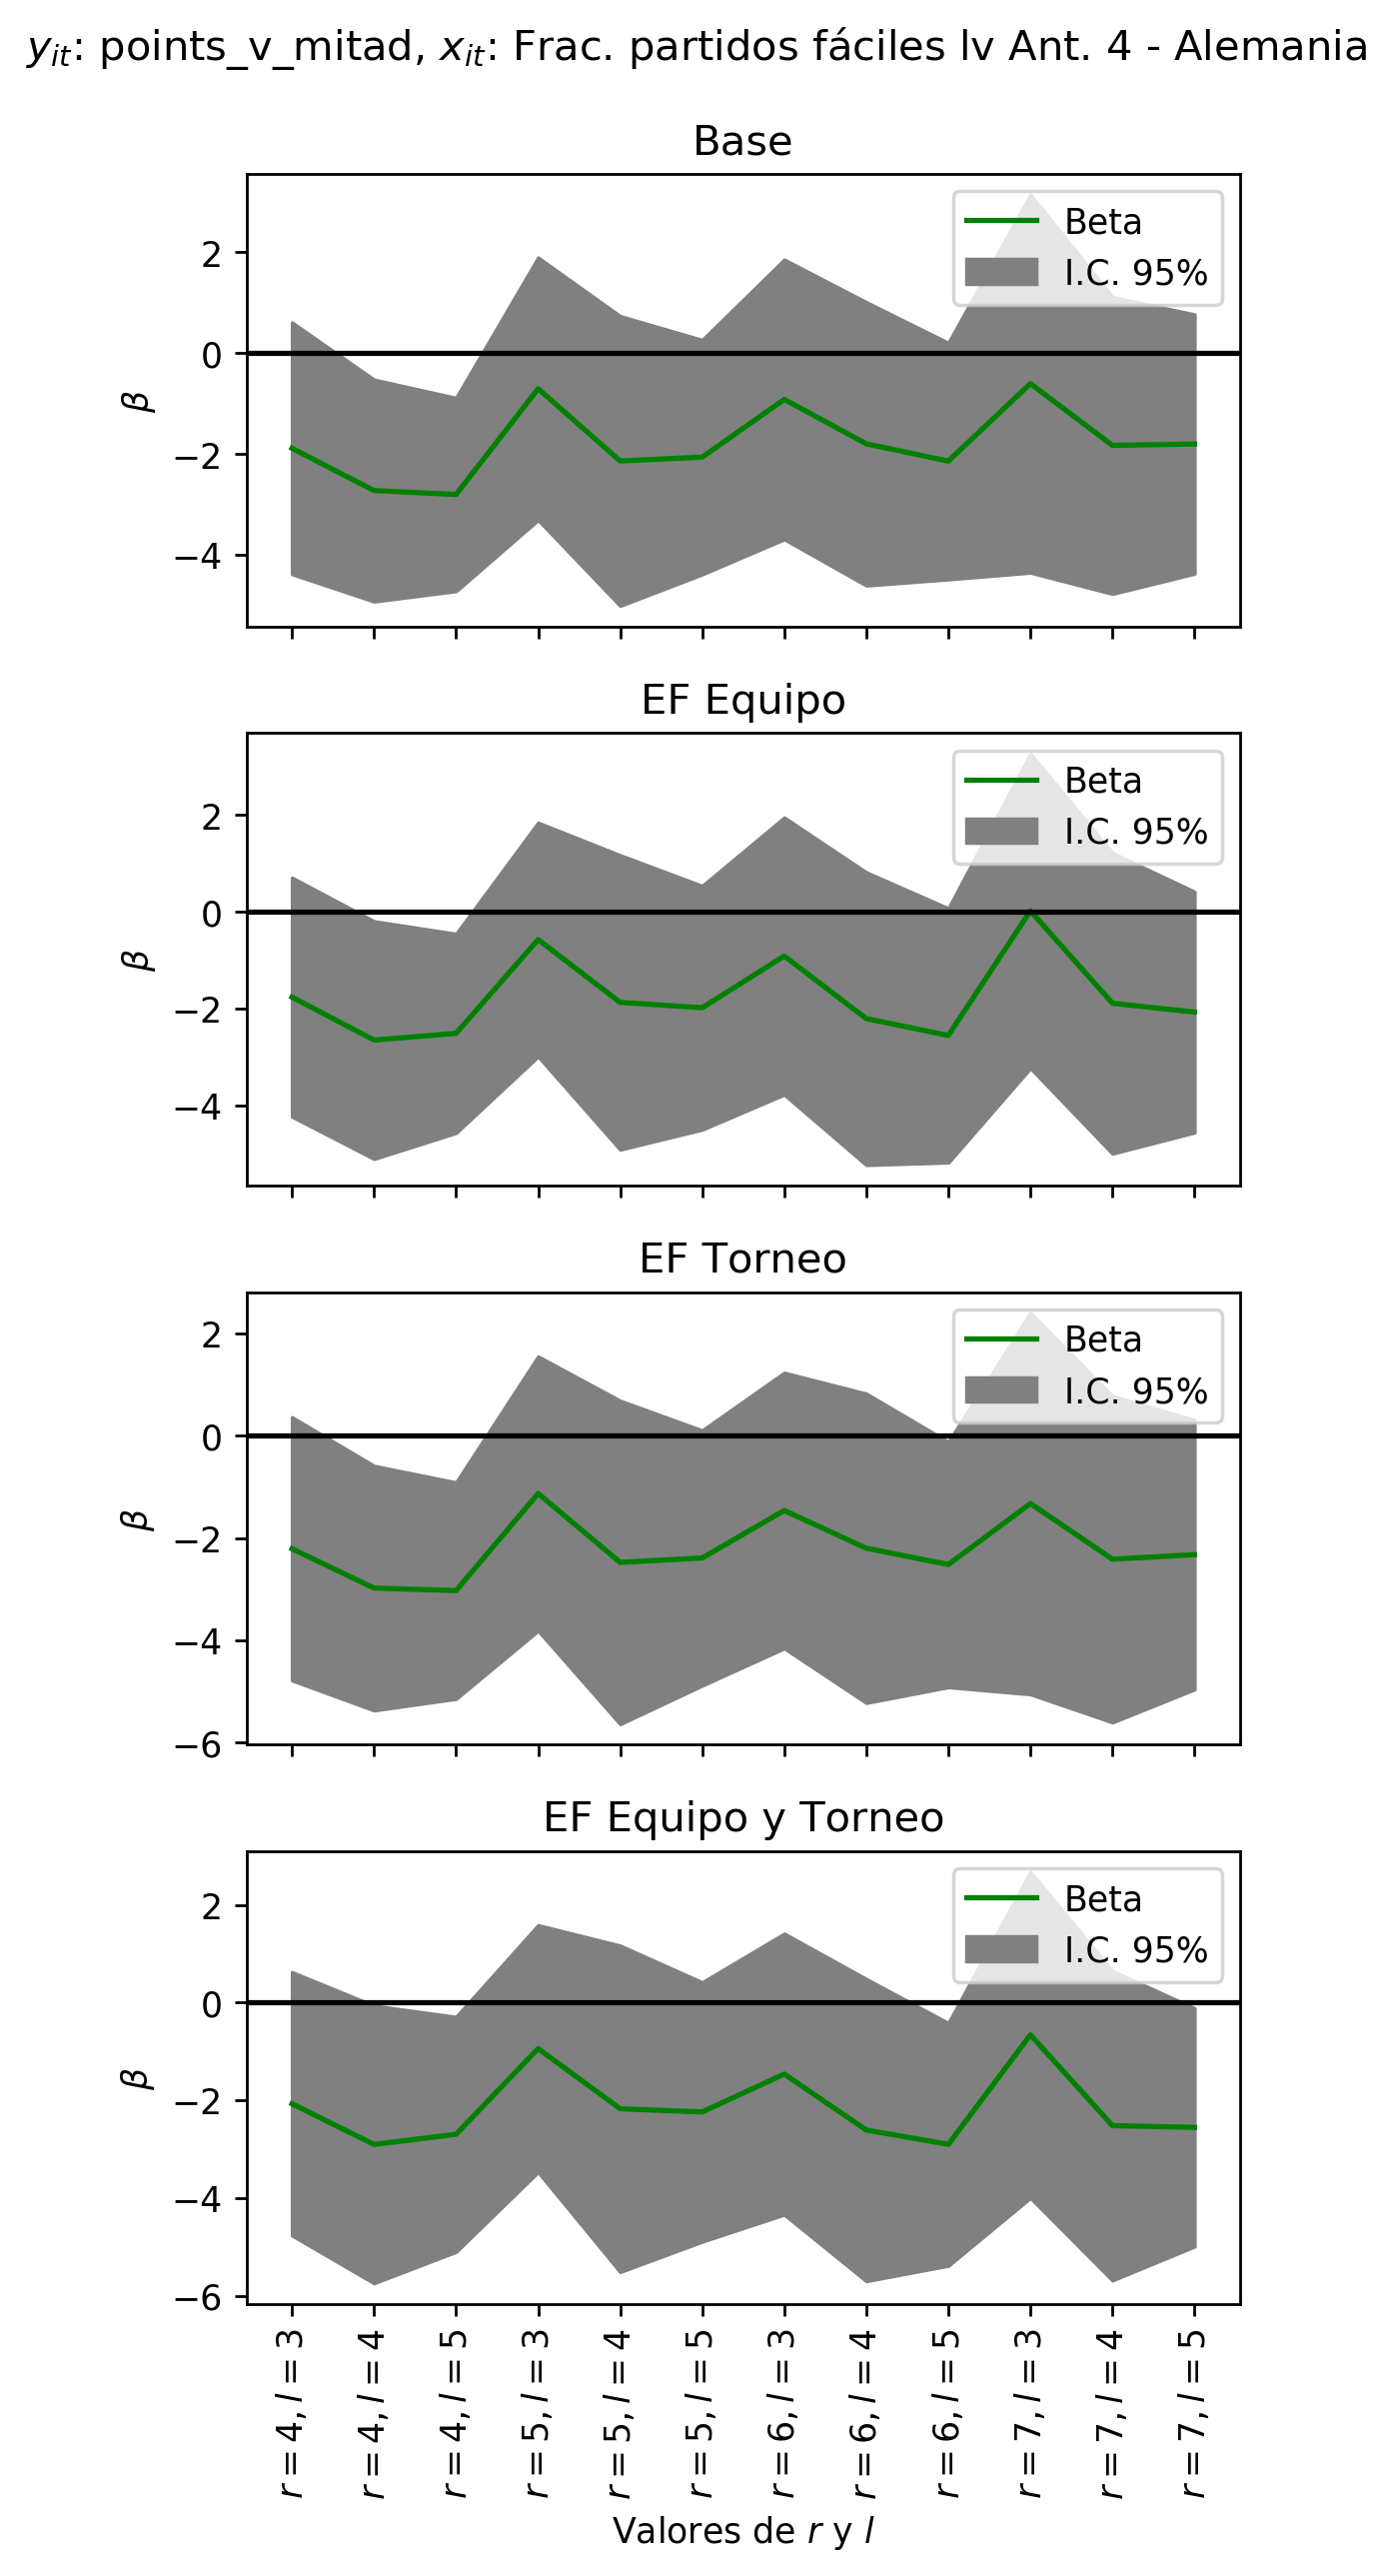 y_it: points_v_mitad, x_it: Frac. partidos fáciles lv Ant. 4 - Alemania
Base
Beta
I.C. 95%
2
0
−2
−4
β
EF Equipo
Beta
I.C. 95%
2
0
−2
−4
β
EF Torneo
Beta
I.C. 95%
2
0
−2
−4
−6
β
EF Equipo y Torneo
Beta
I.C. 95%
2
0
−2
−4
−6
β
r = 4, l = 3
r = 4, l = 4
r = 4, l = 5
r = 5, l = 3
r = 5, l = 4
r = 5, l = 5
r = 6, l = 3
r = 6, l = 4
r = 6, l = 5
r = 7, l = 3
r = 7, l = 4
r = 7, l = 5
Valores de r y l